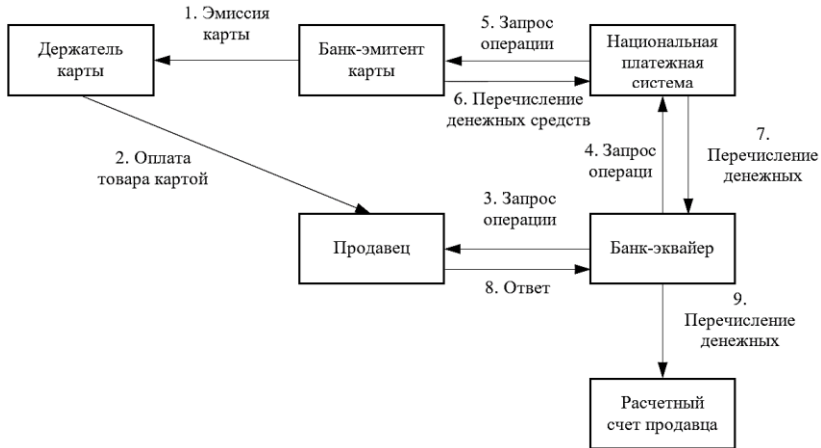 1. Эмиссия
карты
5. Запрос
операции
Держатель
карты
Банк-эмитент
карты
Национальная
платежная
система
6. Перечисление
денежных средств
2. Оплата
товара картой
4. Запрос
операци
7.
Перечисление
денежных
3. Запрос
операции
Продавец
Банк-эквайер
8. Ответ
9.
Перечисление
денежных
Расчетный
счет продавца